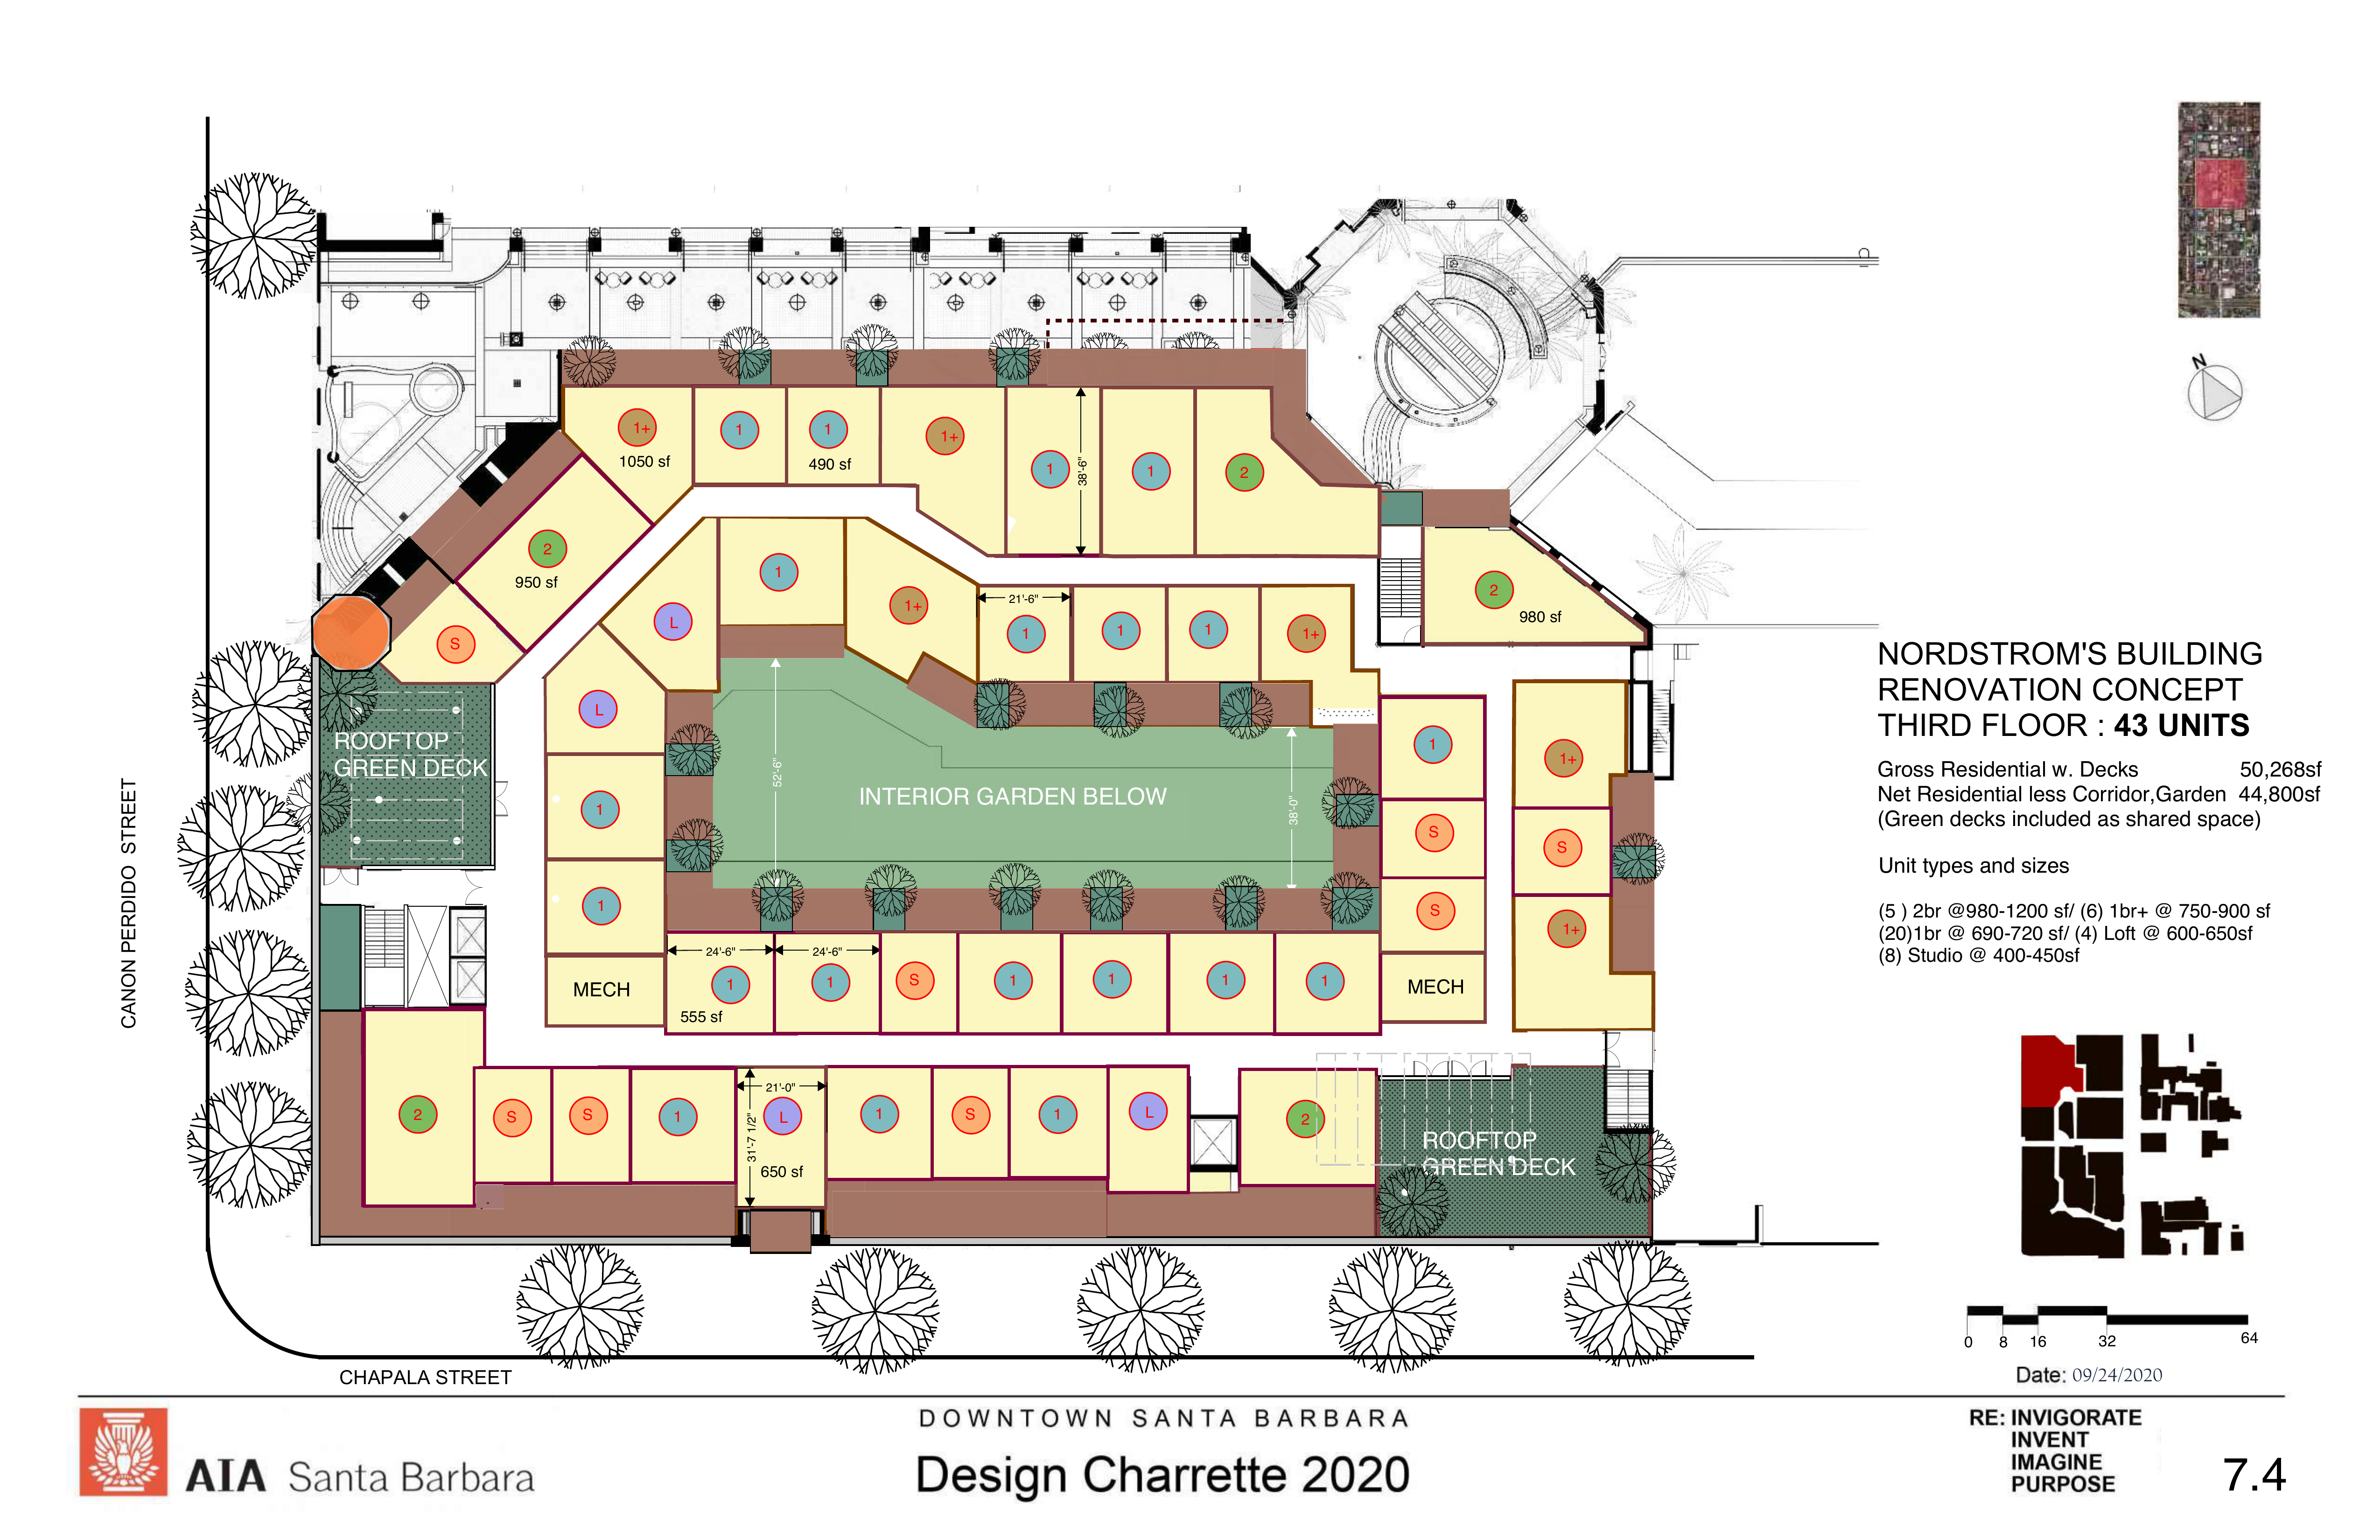 N
1+
1
1
1+
1050 sf
490 sf
1
38'-6"
1
2
2
950 sf
1
2
980 sf
S
L
1+
21'-6"
1
1
1
1+
NORDSTROM'S BUILDING
RENOVATION CONCEPT
THIRD FLOOR : 43 UNITS
Gross Residential w. Decks 50,268sf
Net Residential less Corridor,Garden 44,800sf
(Green decks included as shared space)
Unit types and sizes
(5 ) 2br @980-1200 sf/ (6) 1br+ @ 750-900 sf
(20)1br @ 690-720 sf/ (4) Loft @ 600-650sf
(8) Studio @ 400-450sf
L
ROOFTOP
GREEN DECK
52'-6"
INTERIOR GARDEN BELOW
38'-0"
1
1+
1
S
S
1
S
1+
CANON PERDIDO STREET
24'-6"
24'-6"
MECH
1
1
S
1
1
1
1
MECH
555 sf
2
S
S
1
21'-0"
31'-7 1/2"
L
650 sf
1
S
1
L
2
ROOFTOP
GREEN DECK
0 8 16 32 64
Date: 09/24/2020
CHAPALA STREET
AIA Santa Barbara
DOWNTOWN SANTA BARBARA
Design Charrette 2020
RE: INVIGORATE
INVENT
IMAGINE
PURPOSE
7.4